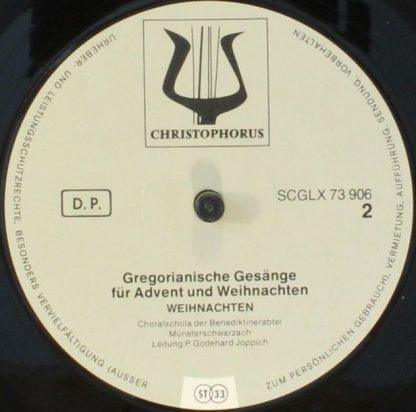 CHRISTOPHORUS
D. P.
SCGLX 73 906
2
Gregorianische Gesänge
für Advent und Weihnachten
WEIHNACHTEN
Choralschola der Benediktinerabtei
Münsterschwarzach
Leitung P. Godehard Joppich
ST 33
URHEBER- UND LEISTUNGSSCHUTZRECHTE, BESONDERS VERVIELFÄLTIGUNG (AUSSER ZUM PERSÖNLICHEN GEBRAUCH), VERMIETUNG, AUFFÜHRUNG, SENDUNG, VORBEHALTEN